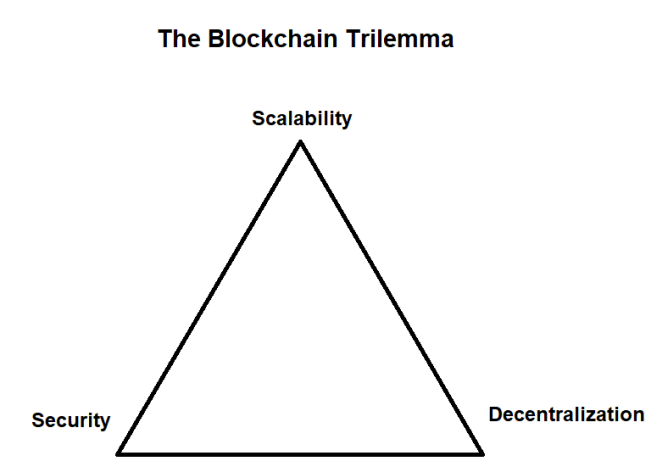 The Blockchain Trilemma
Scalability
Security
Decentralization